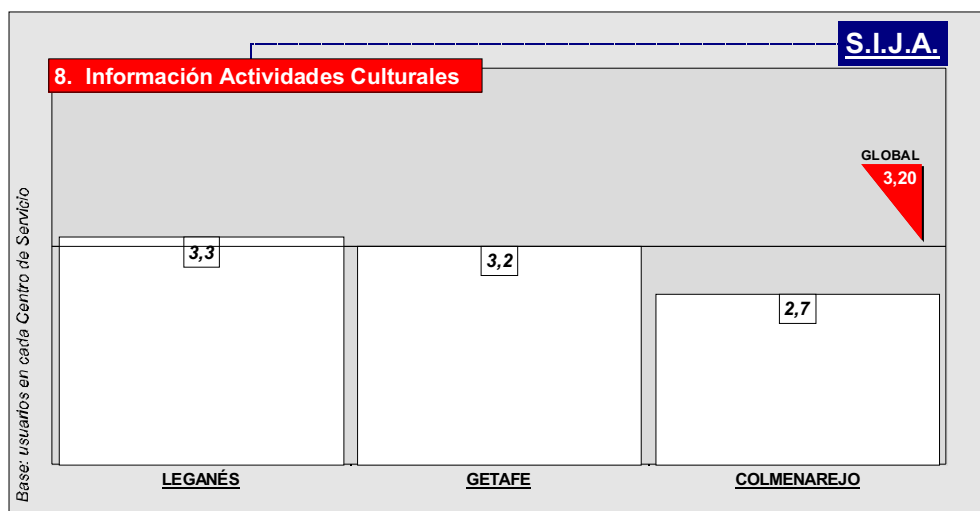 S.I.J.A.
8. Información Actividades Culturales
GLOBAL
3,20
3,3
3,2
2,7
LEGANÉS
GETAFE
COLMENAREJO
Base: usuarios en cada Centro de Servicio